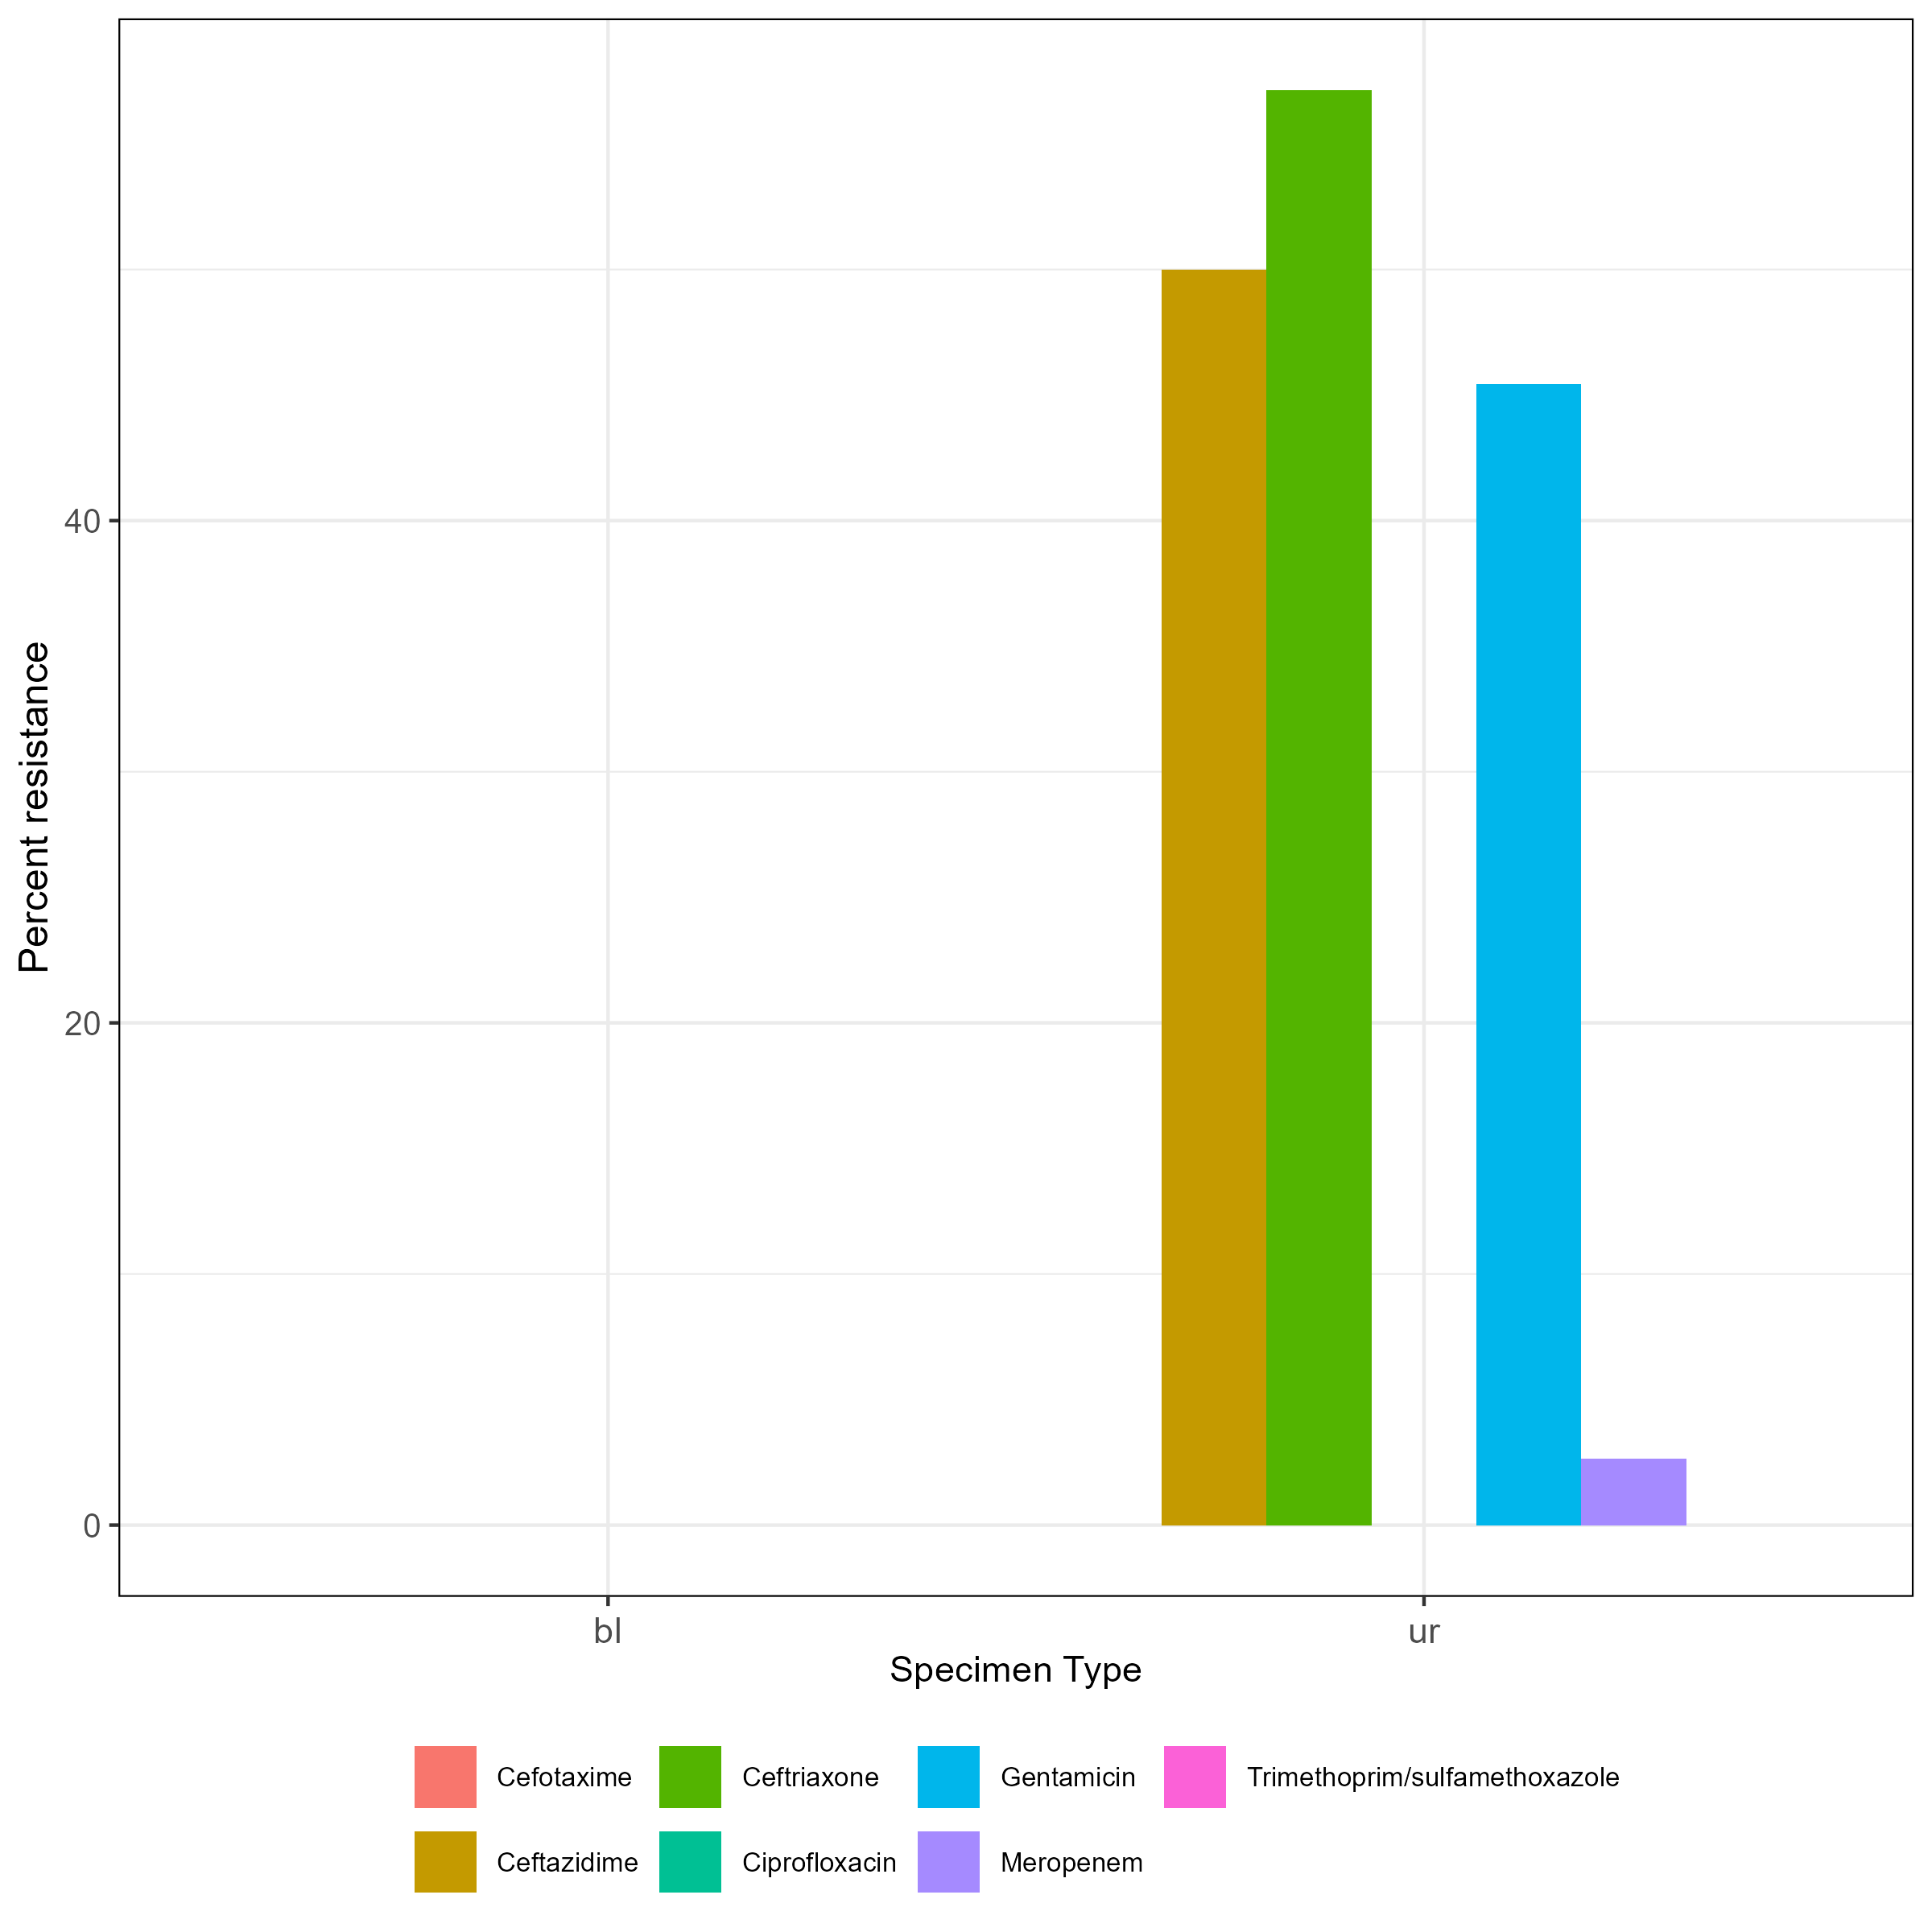 Percent resistance
40
20
0
bl ur
Specimen Type
Cefotaxime Ceftriaxone Gentamicin Trimethoprim/sulfamethoxazole
Ceftazidime Ciprofloxacin Meropenem